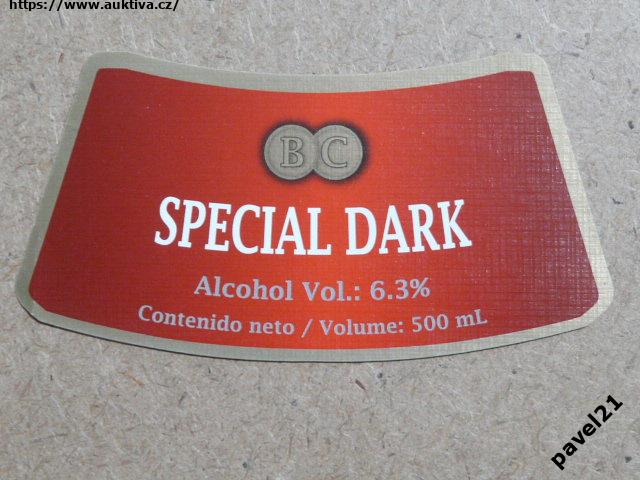 https://www.auktiva.cz/
BC
SPECIAL DARK
Alcohol Vol.: 6.3%
Contenido neto / Volume: 500 mL
pavel21